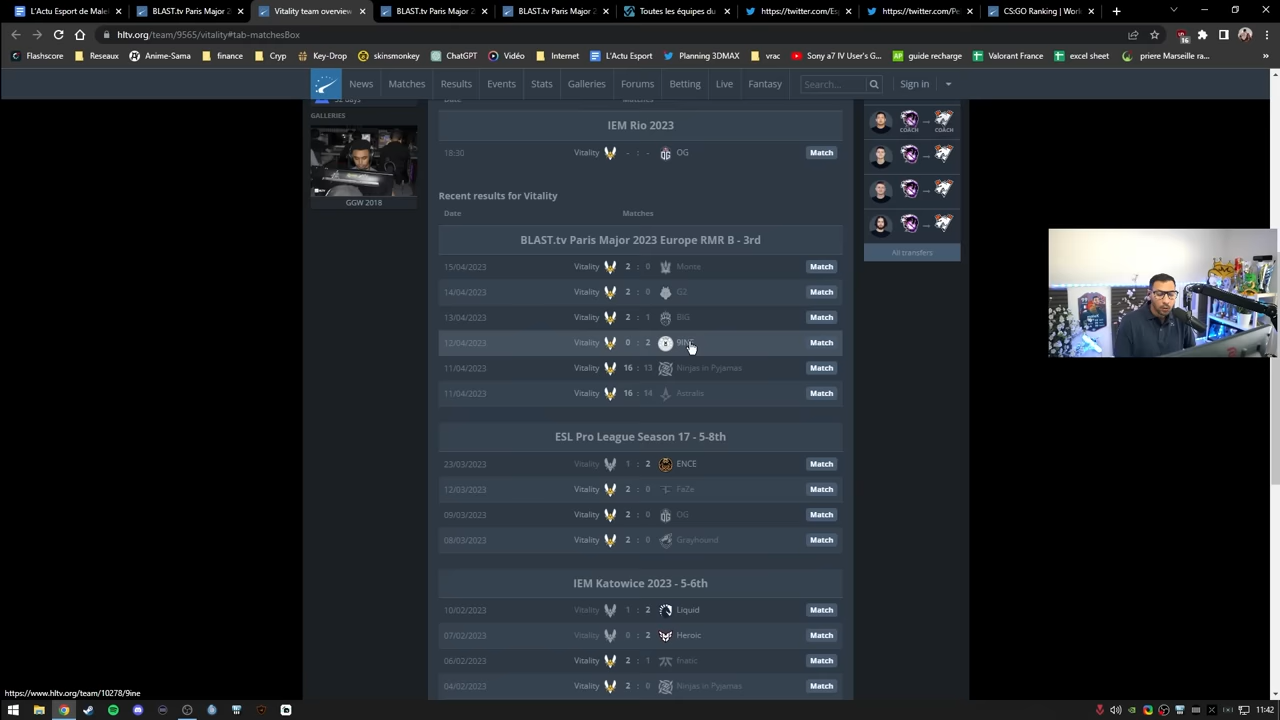 L'Actu Esport de Malel
BLAST.tv Paris Major 2
Vitality team overview
BLAST.tv Paris Major 2
BLAST.tv Paris Major 2
Toutes les équipes du
https://twitter.com/Es
https://twitter.com/Pe
CS:GO Ranking | Worl
hltv.org/team/9565/vitality#tab-matchesBox
Flashscore
Reseaux
Anime-Sama
finance
Cryp
Key-Drop
skinsmonkey
ChatGPT
Vidéo
Internet
L'Actu Esport
Planning 3DMAX
vrac
Sony a7 IV User's G...
guide recharge
Valorant France
excel sheet
priere Marseille ra...
News
Matches
Results
Events
Stats
Galleries
Forums
Betting
Live
Fantasy
Search...
Sign in
GALLERIES
GGW 2018
IEM Rio 2023
18:30 Vitality - : - OG Match
Recent results for Vitality
Date Matches
BLAST.tv Paris Major 2023 Europe RMR B - 3rd
15/04/2023 Vitality 2 : 0 Monte Match
14/04/2023 Vitality 2 : 0 G2 Match
13/04/2023 Vitality 2 : 1 BIG Match
12/04/2023 Vitality 0 : 2 9INE Match
11/04/2023 Vitality 16 : 13 Ninjas in Pyjamas Match
11/04/2023 Vitality 16 : 14 Astralis Match
ESL Pro League Season 17 - 5-8th
23/03/2023 Vitality 1 : 2 ENCE Match
12/03/2023 Vitality 2 : 0 FaZe Match
09/03/2023 Vitality 2 : 0 OG Match
08/03/2023 Vitality 2 : 0 Grayhound Match
IEM Katowice 2023 - 5-6th
10/02/2023 Vitality 1 : 2 Liquid Match
07/02/2023 Vitality 0 : 2 Heroic Match
06/02/2023 Vitality 2 : 1 fnatic Match
04/02/2023 Vitality 2 : 0 Ninjas in Pyjamas Match
COACH COACH
All transfers
https://www.hltv.org/team/10278/9ine
11:42